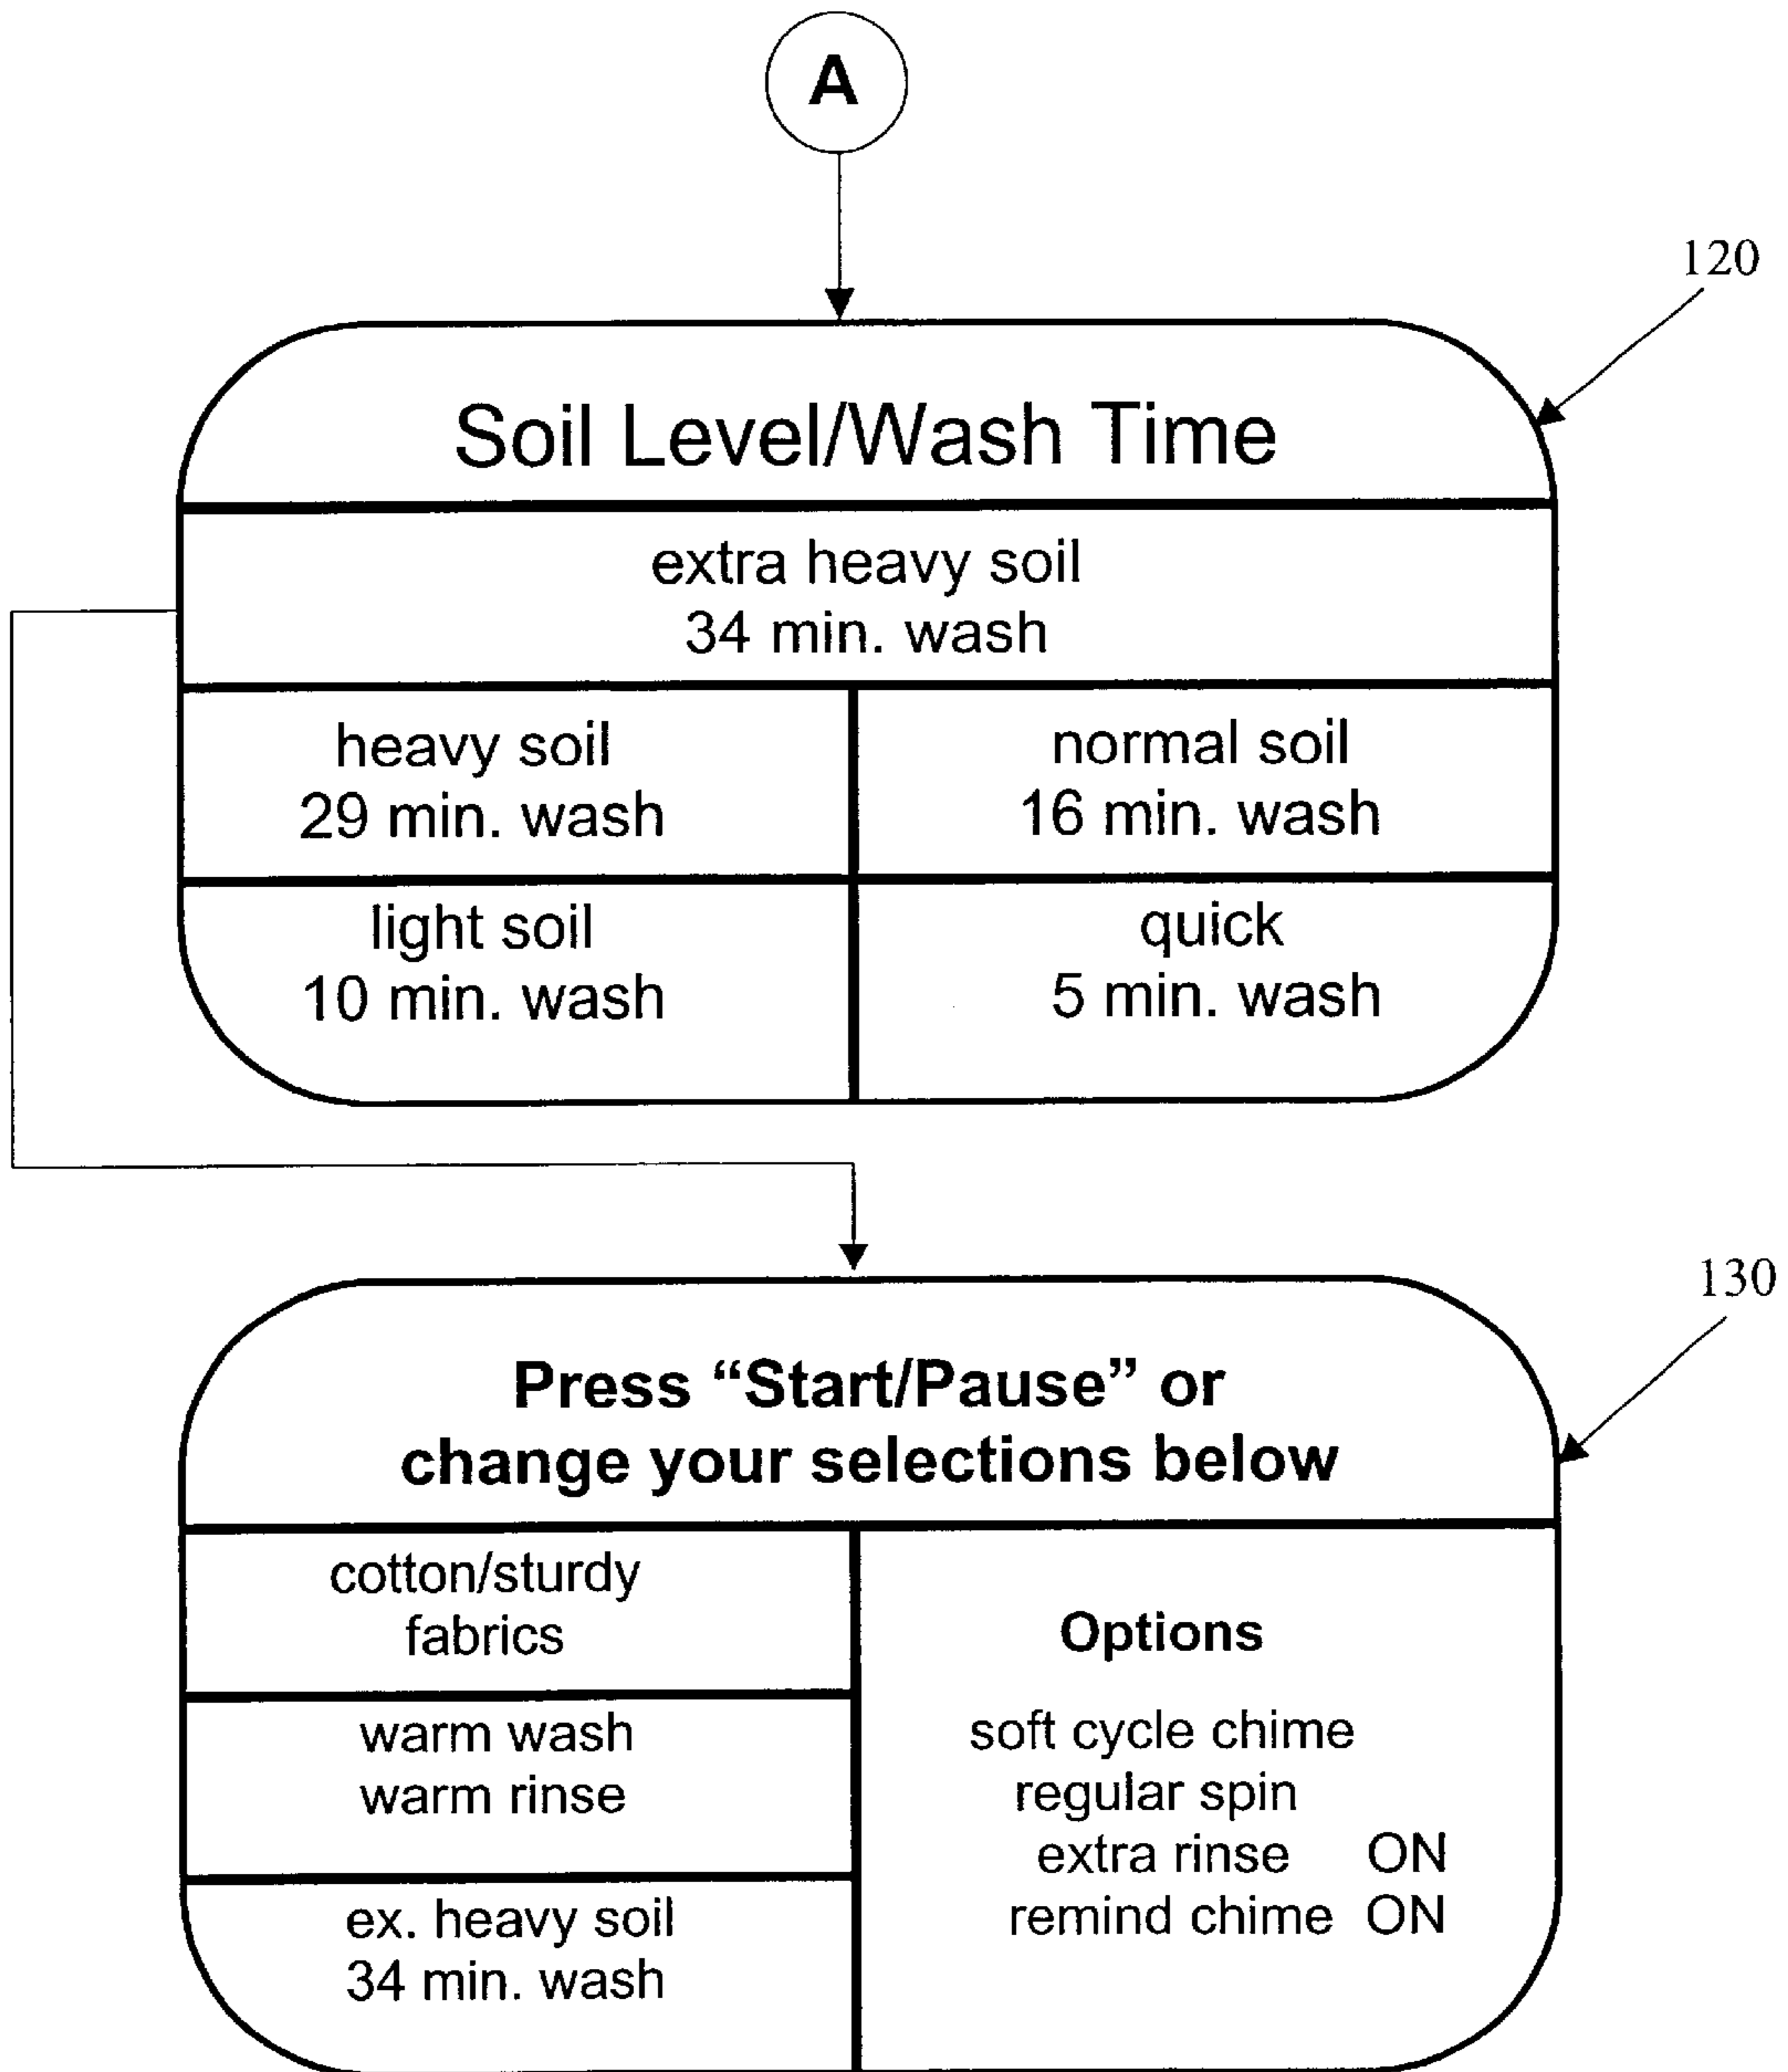 A
120
Soil Level/Wash Time
extra heavy soil
34 min. wash
heavy soil
29 min. wash
normal soil
16 min. wash
light soil
10 min. wash
quick
5 min. wash
130
Press “Start/Pause” or
change your selections below
cotton/sturdy
fabrics
warm wash
warm rinse
ex. heavy soil
34 min. wash
Options
soft cycle chime
regular spin
extra rinse ON
remind chime ON